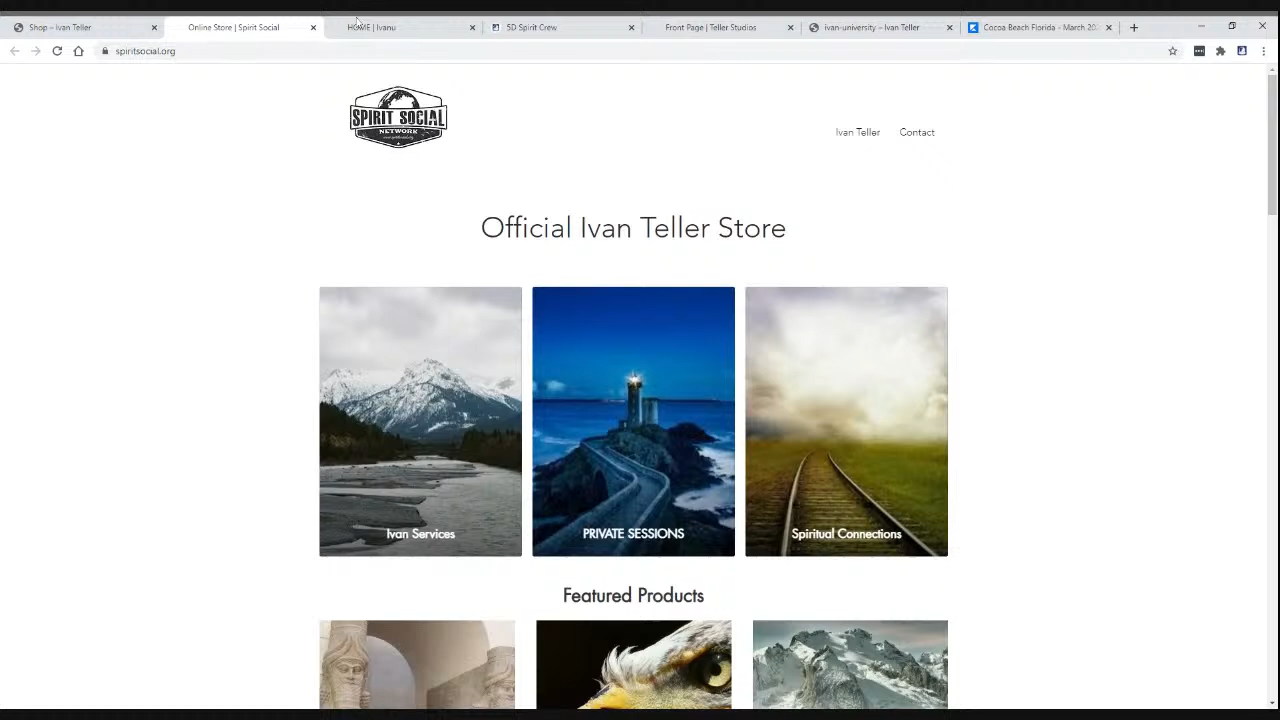 Shop – Ivan Teller
Online Store | Spirit Social
HOME | Ivanu
5D Spirit Crew
Front Page | Teller Studios
ivan-university – Ivan Teller
Cocoa Beach Florida - March 202
spiritsocial.org
SPIRIT SOCIAL
NETWORK
Ivan Teller
Contact
Official Ivan Teller Store
Ivan Services
PRIVATE SESSIONS
Spiritual Connections
Featured Products